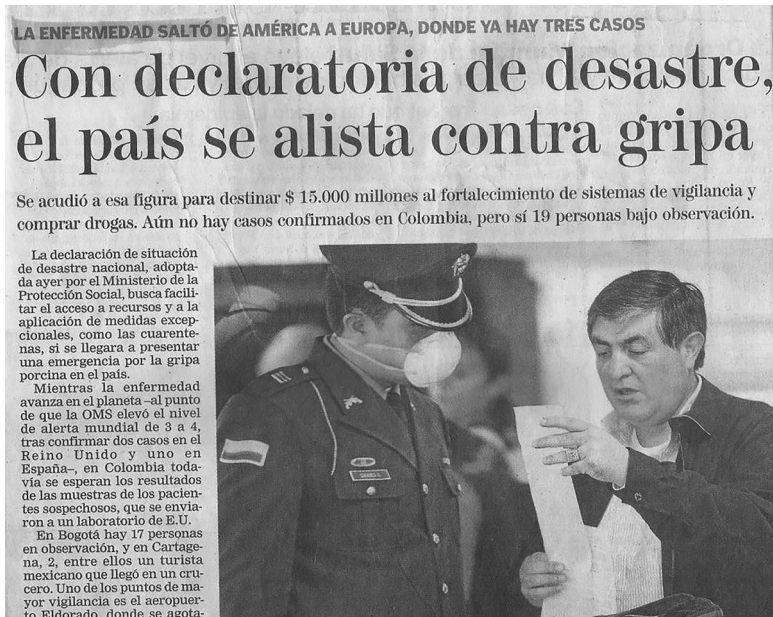 LA ENFERMEDAD SALTÓ DE AMÉRICA A EUROPA, DONDE YA HAY TRES CASOS
Con declaratoria de desastre,
el país se alista contra gripa
Se acudió a esa figura para destinar $ 15.000 millones al fortalecimiento de sistemas de vigilancia y
comprar drogas. Aún no hay casos confirmados en Colombia, pero sí 19 personas bajo observación.
La declaración de situación
de desastre nacional, adopta-
da ayer por el Ministerio de la
Protección Social, busca facili-
tar el acceso a recursos y a la
aplicación de medidas excep-
cionales, como las cuarente-
nas, si se llegara a presentar
una emergencia por la gripa
porcina en el país.
Mientras la enfermedad
avanza en el planeta –al punto
de que la OMS elevó el nivel
de alerta mundial de 3 a 4,
tras confirmar dos casos en el
Reino Unido y uno en
España–, en Colombia toda-
vía se esperan los resultados
de las muestras de los pacien-
tes sospechosos, que se envia-
ron a un laboratorio de E.U.
En Bogotá hay 17 personas
en observación, y en Cartage-
na, 2, entre ellos un turista
mexicano que llegó en un cru-
cero. Uno de los puntos de ma-
yor vigilancia es el aeropuer-
to Eldorado, donde se agota-